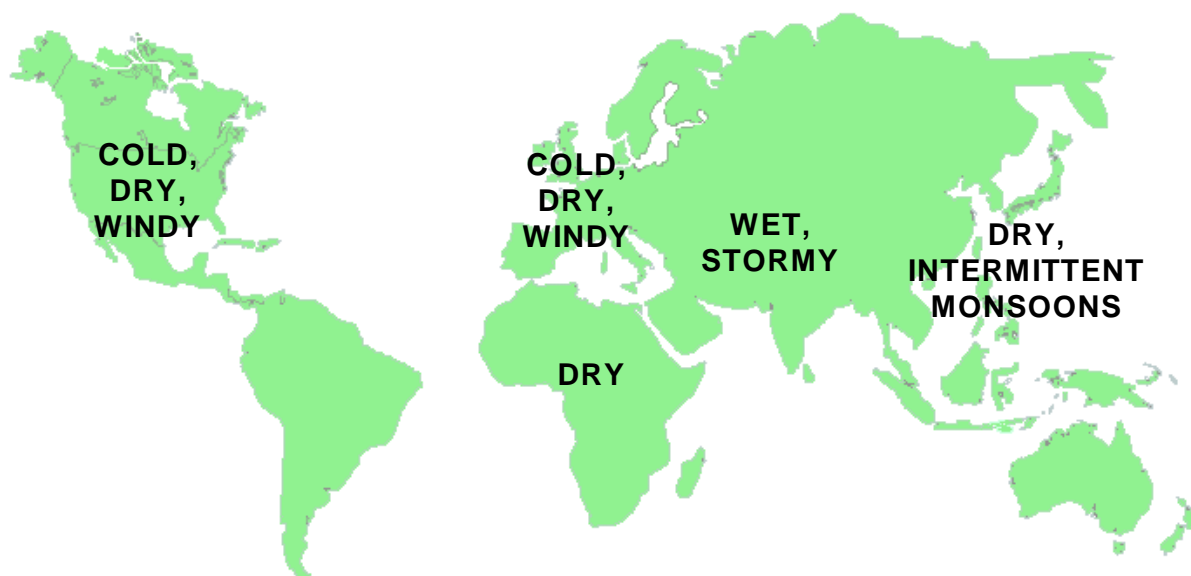 COLD,
DRY,
WINDY
COLD,
DRY,
WINDY
WET,
STORMY
DRY,
INTERMITTENT
MONSOONS
DRY